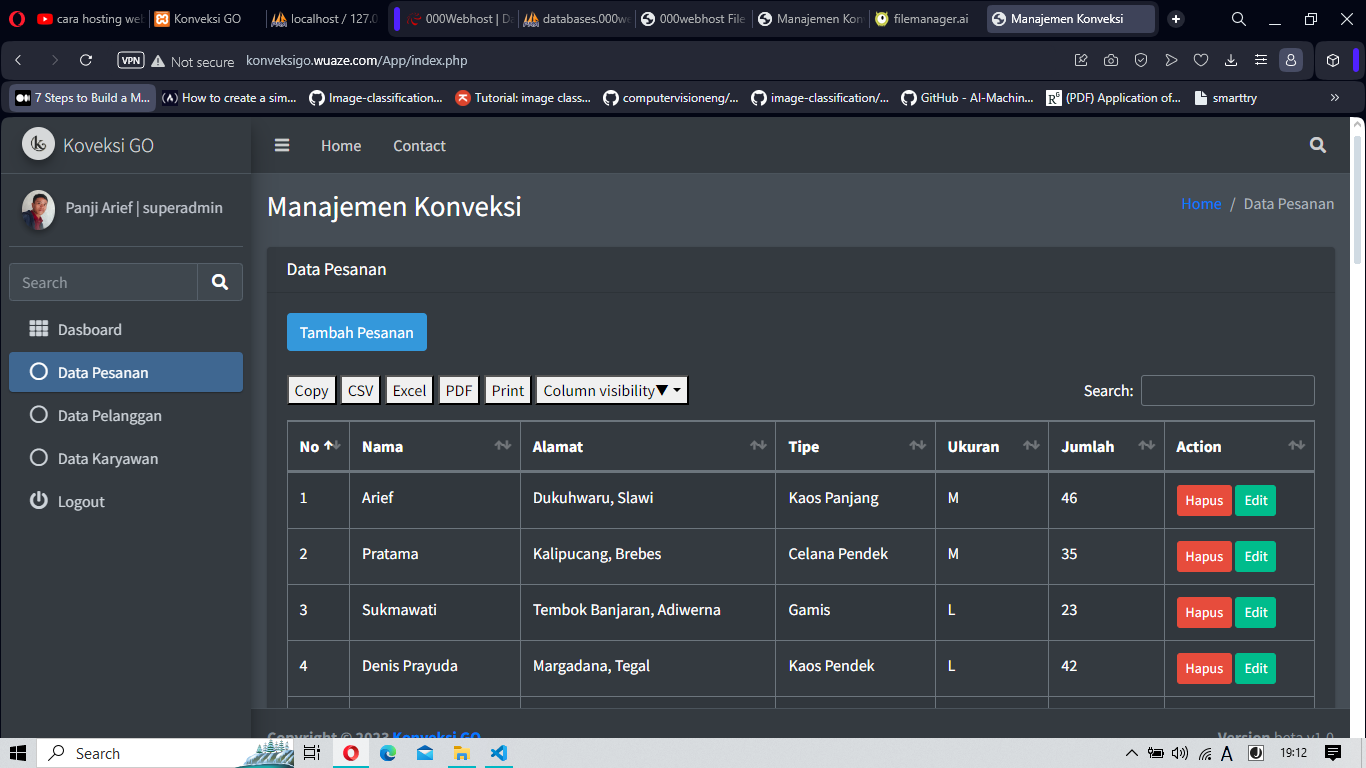 cara hosting web
Konveksi GO
localhost / 127.0
000Webhost | Da
databases.000we
000webhost File
Manajemen Kon
filemanager.ai
Manajemen Konveksi
VPN Not secure konveksigo.wuaze.com/App/index.php
7 Steps to Build a M... How to create a sim... Image-classification... Tutorial: image class... computervisioneng/... image-classification/... GitHub - AI-Machin... (PDF) Application of... smarttry
Koveksi GO
Home Contact
Panji Arief | superadmin
Search
Dasboard
Data Pesanan
Data Pelanggan
Data Karyawan
Logout
Manajemen Konveksi
Home / Data Pesanan
Data Pesanan
Tambah Pesanan
Copy CSV Excel PDF Print Column visibility▼
Search:
No Nama Alamat Tipe Ukuran Jumlah Action
1 Arief Dukuhwaru, Slawi Kaos Panjang M 46 Hapus Edit
2 Pratama Kalipucang, Brebes Celana Pendek M 35 Hapus Edit
3 Sukmawati Tembok Banjaran, Adiwerna Gamis L 23 Hapus Edit
4 Denis Prayuda Margadana, Tegal Kaos Pendek L 42 Hapus Edit
Copyright © 2023 Konveksi GO
Version beta v1.0
Search
A
19:12